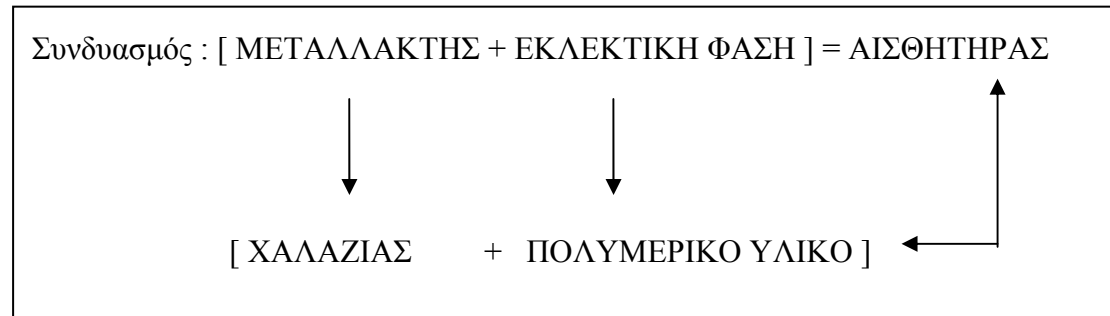 Συνδυασμός : [ ΜΕΤΑΛΛΑΚΤΗΣ + ΕΚΛΕΚΤΙΚΗ ΦΑΣΗ ] = ΑΙΣΘΗΤΗΡΑΣ
[ ΧΑΛΑΖΙΑΣ + ΠΟΛΥΜΕΡΙΚΟ ΥΛΙΚΟ ]